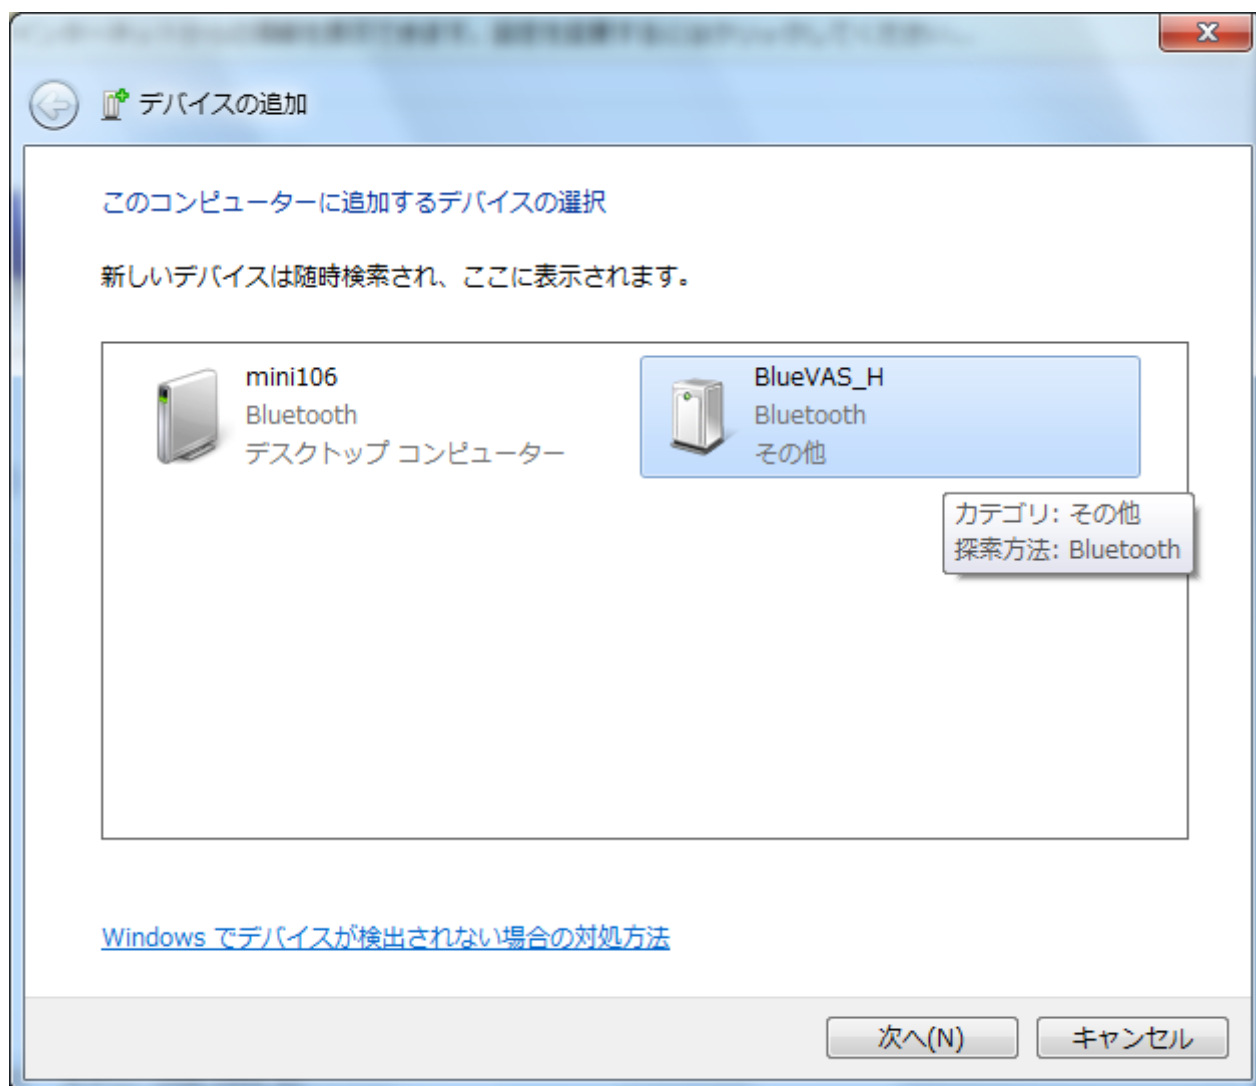 デバイスの追加
このコンピューターに追加するデバイスの選択
新しいデバイスは随時検索され、ここに表示されます。
mini106
Bluetooth
デスクトップ コンピューター
BlueVAS_H
Bluetooth
その他
カテゴリ: その他
探索方法: Bluetooth
Windows でデバイスが検出されない場合の対処方法
次へ(N)
キャンセル